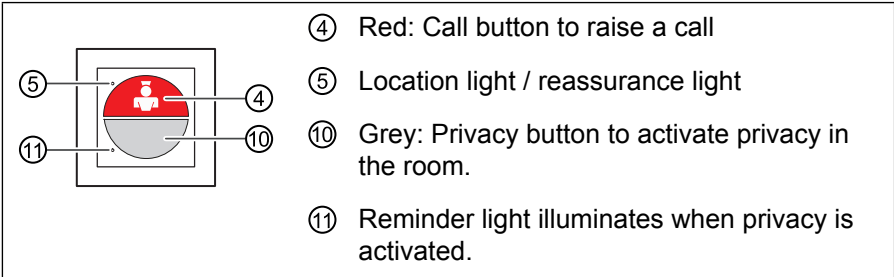 ④ Red: Call button to raise a call
⑤ Location light / reassurance light
⑩ Grey: Privacy button to activate privacy in
the room.
⑪ Reminder light illuminates when privacy is
activated.
⑤
④
⑩
⑪